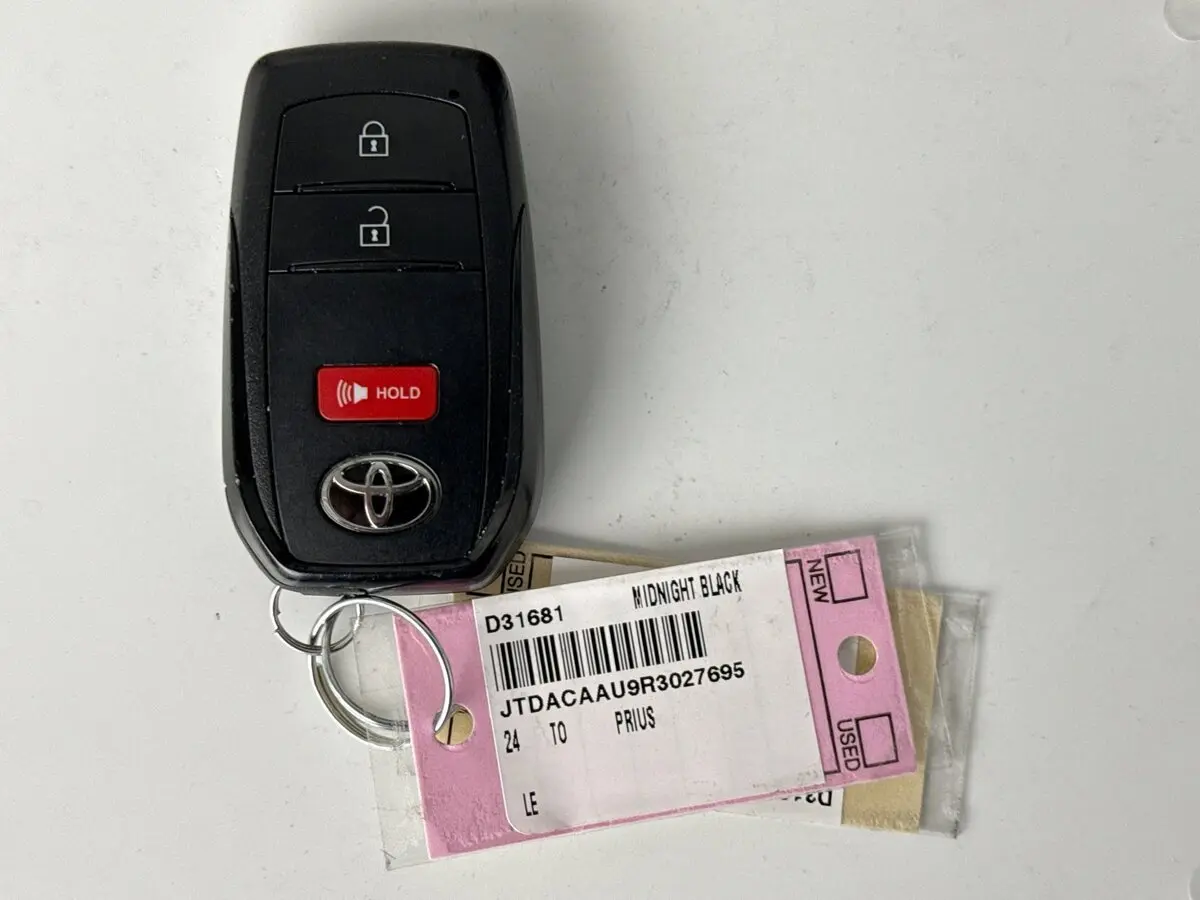 HOLD
USED
D31681 MIDNIGHT BLACK
JTDACAAU9R3027695
24 TO PRIUS
LE
NEW
USED